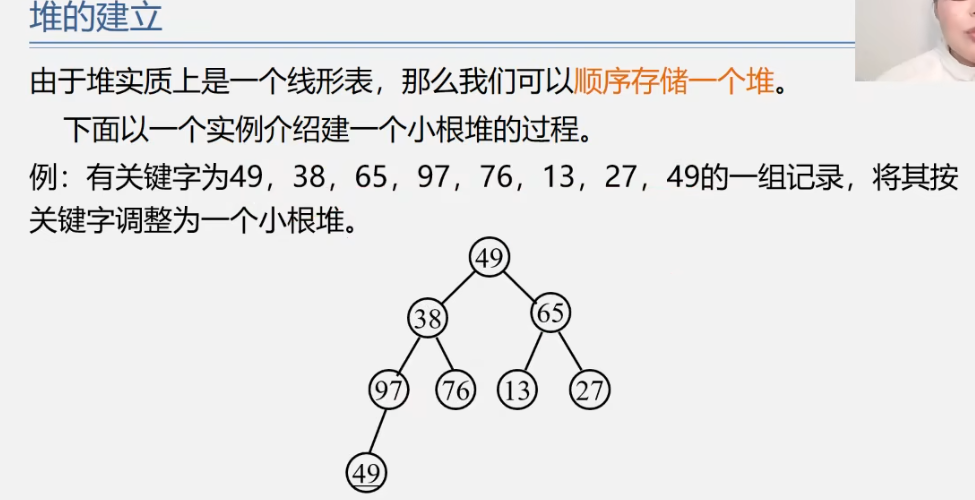 堆的建立
由于堆实质上是一个线形表，那么我们可以顺序存储一个堆。
下面以一个实例介绍建一个小根堆的过程。
例：有关键字为49，38，65，97，76，13，27，49的一组记录，将其按
关键字调整为一个小根堆。
49
38 65
97 76 13 27
49